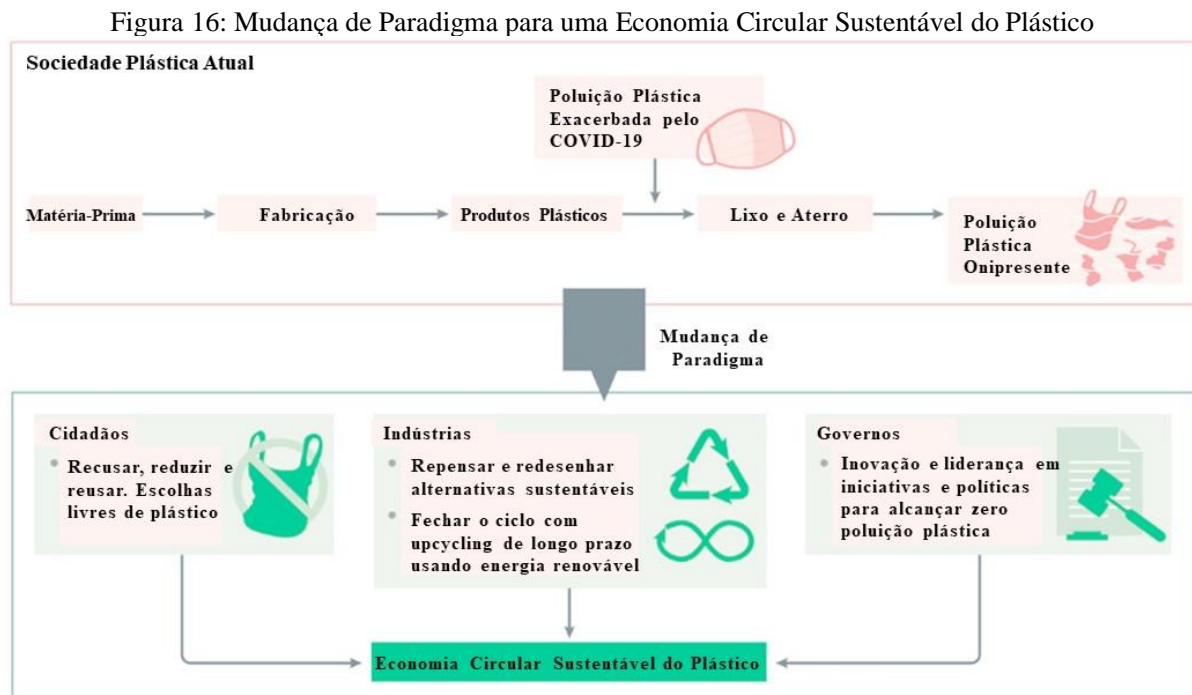 Figura 16: Mudança de Paradigma para uma Economia Circular Sustentável do Plástico
Sociedade Plástica Atual
Poluição Plástica
Exacerbada pelo
COVID-19
Matéria-Prima
Fabricação
Produtos Plásticos
Lixo e Aterro
Poluição
Plástica
Onipresente
Mudança de
Paradigma
Cidadãos
Recusar, reduzir e
reusar. Escolhas
livres de plástico
Indústrias
Repensar e redesenhar
alternativas sustentáveis
Fechar o ciclo com
upcycling de longo prazo
usando energia renovável
Governos
Inovação e liderança em
iniciativas e políticas
para alcançar zero
poluição plástica
Economia Circular Sustentável do Plástico